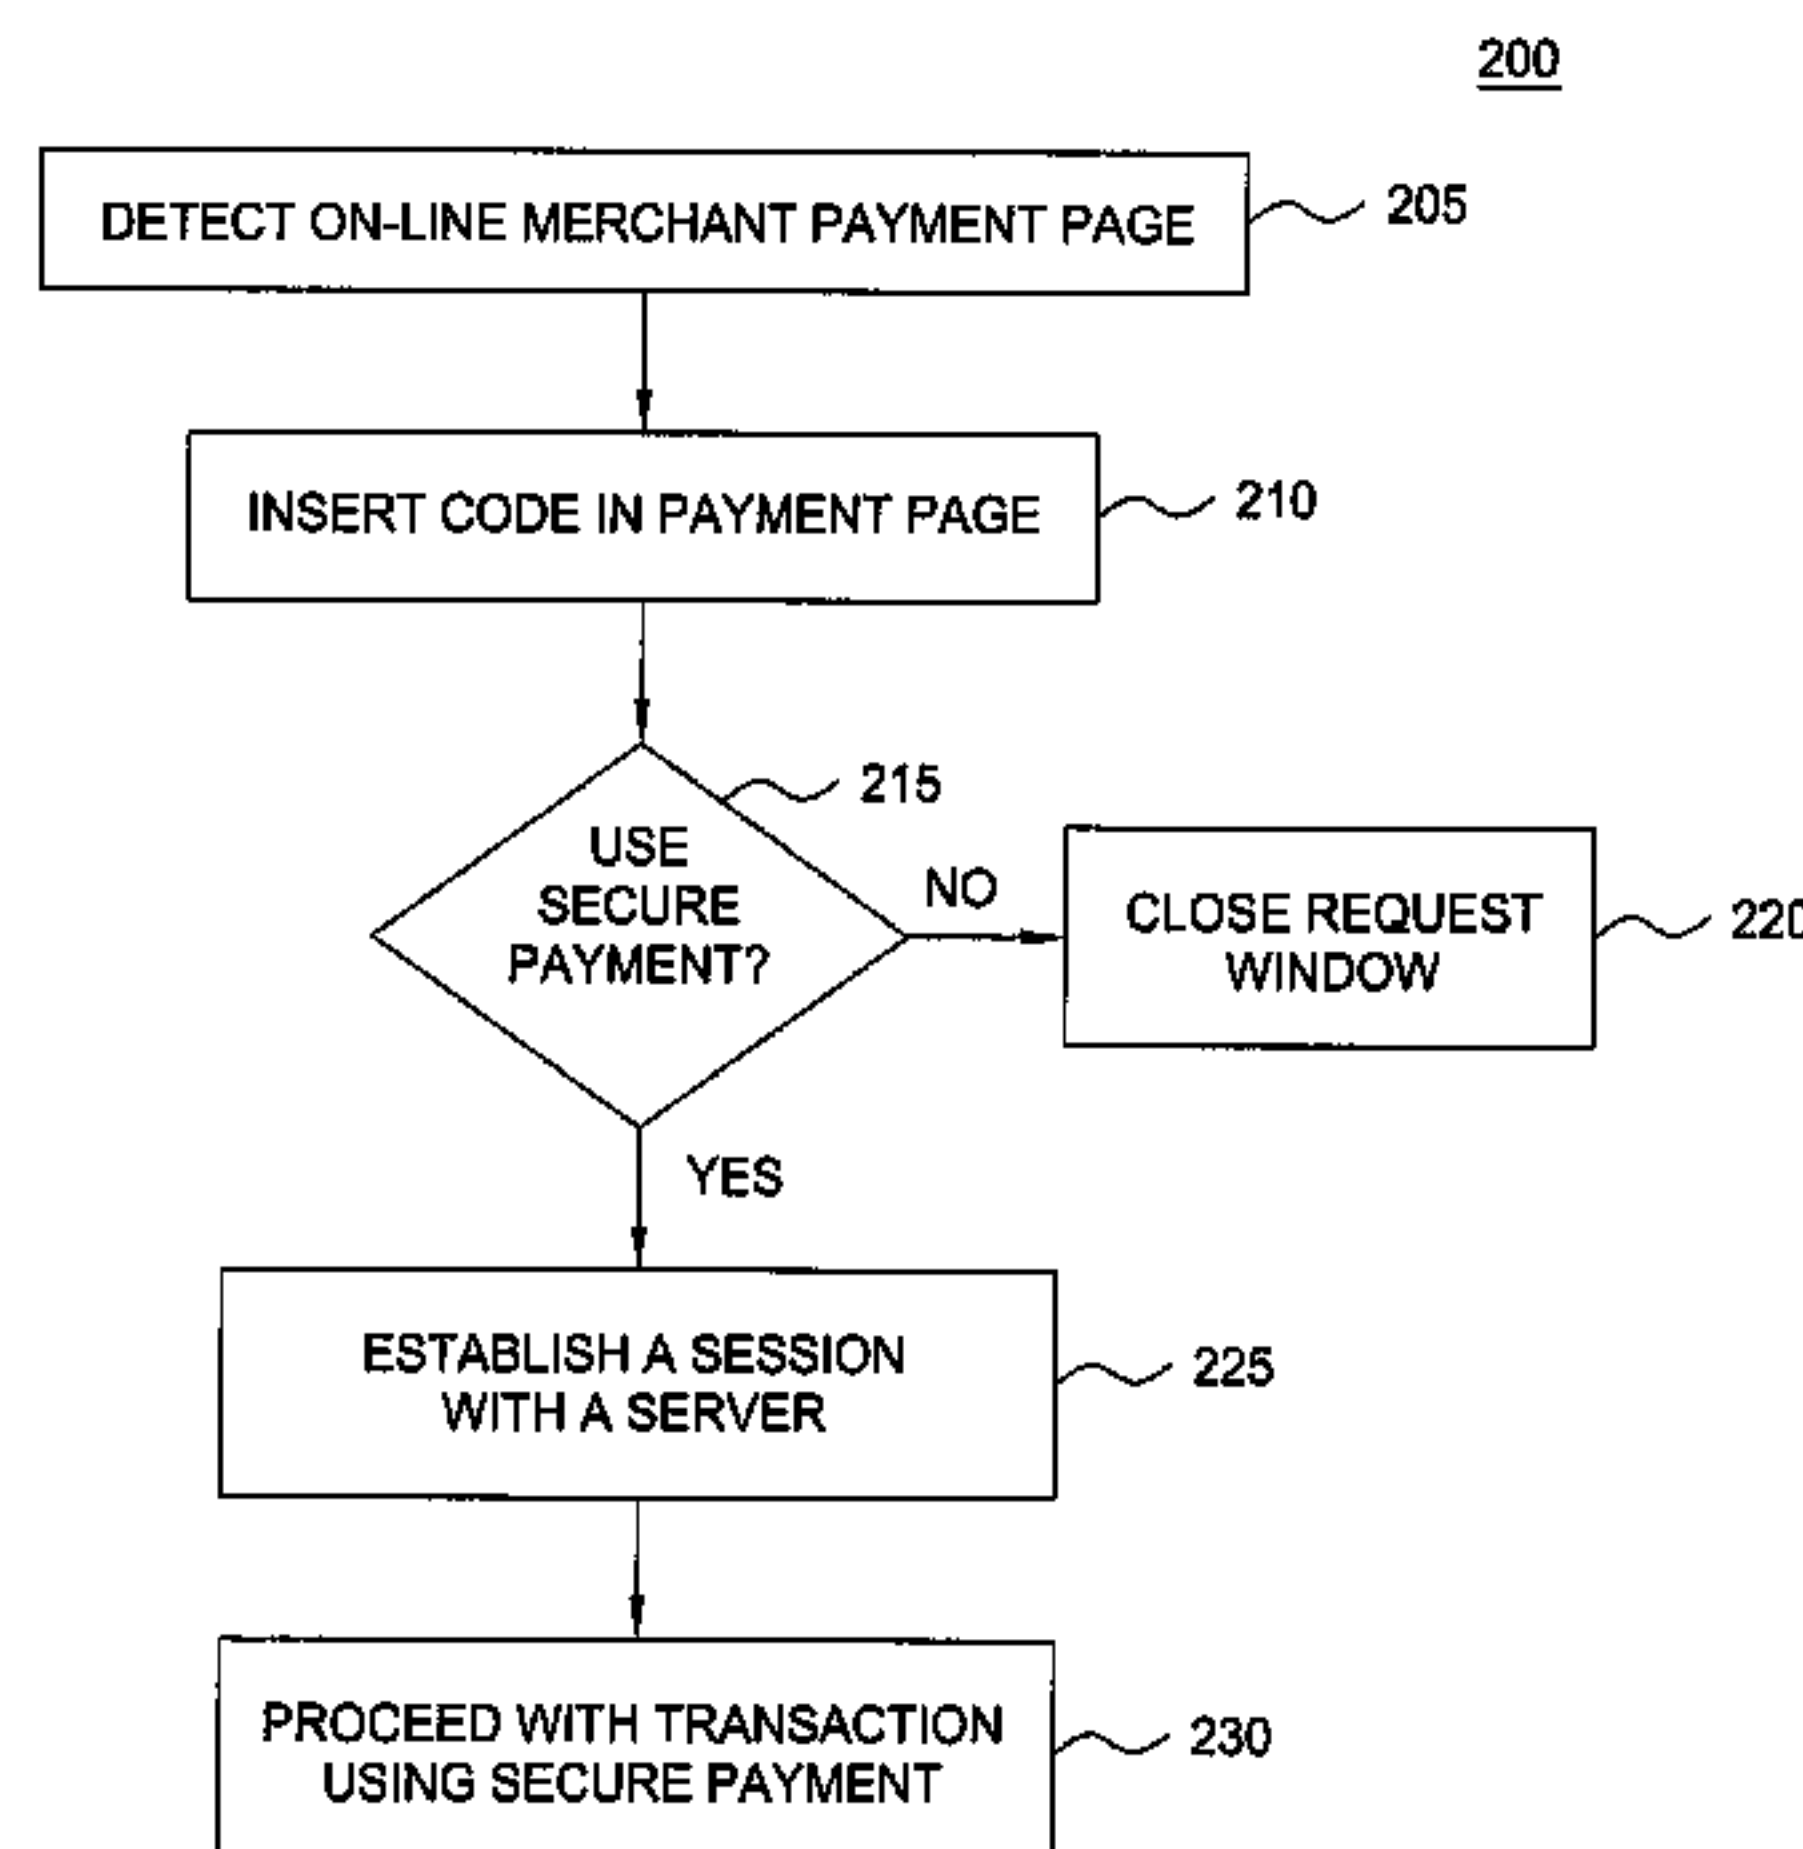 200
DETECT ON-LINE MERCHANT PAYMENT PAGE
205
INSERT CODE IN PAYMENT PAGE
210
215
USE
SECURE
PAYMENT?
NO
CLOSE REQUEST
WINDOW
220
YES
ESTABLISH A SESSION
WITH A SERVER
225
PROCEED WITH TRANSACTION
USING SECURE PAYMENT
230